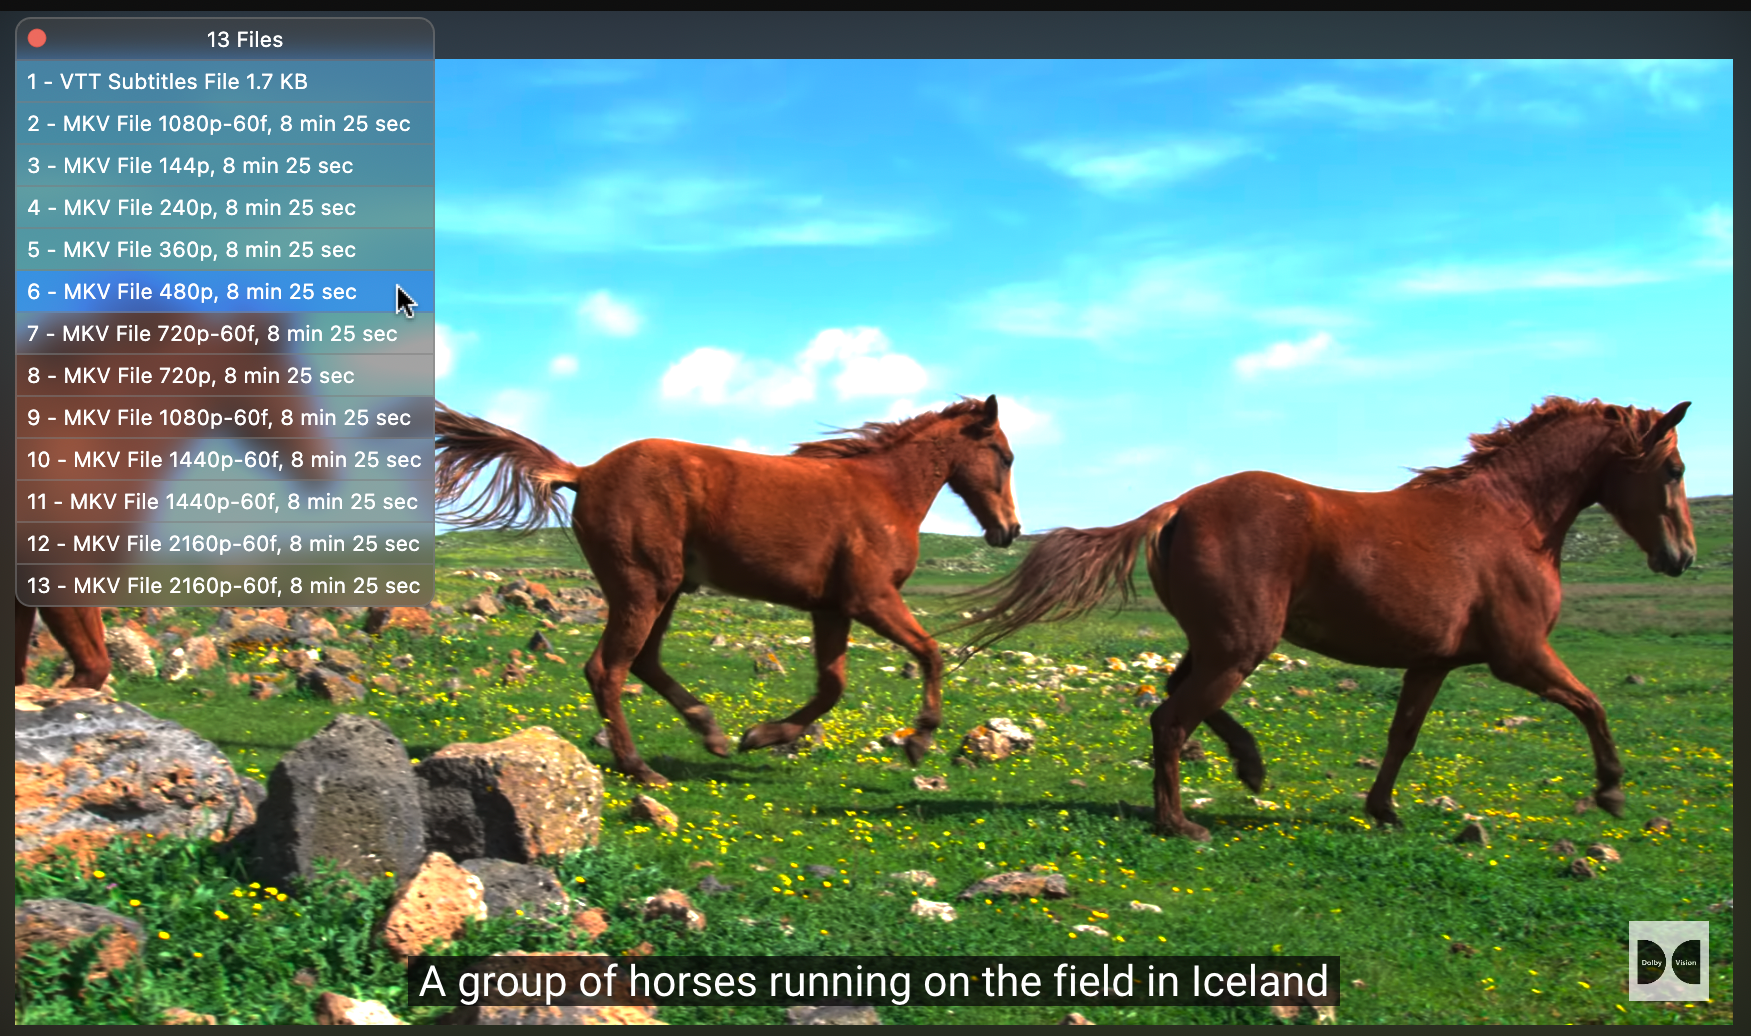 13 Files
1 - VTT Subtitles File 1.7 KB
2 - MKV File 1080p-60f, 8 min 25 sec
3 - MKV File 144p, 8 min 25 sec
4 - MKV File 240p, 8 min 25 sec
5 - MKV File 360p, 8 min 25 sec
6 - MKV File 480p, 8 min 25 sec
7 - MKV File 720p-60f, 8 min 25 sec
8 - MKV File 720p, 8 min 25 sec
9 - MKV File 1080p-60f, 8 min 25 sec
10 - MKV File 1440p-60f, 8 min 25 sec
11 - MKV File 1440p-60f, 8 min 25 sec
12 - MKV File 2160p-60f, 8 min 25 sec
13 - MKV File 2160p-60f, 8 min 25 sec
Dolby Vision
A group of horses running on the field in Iceland